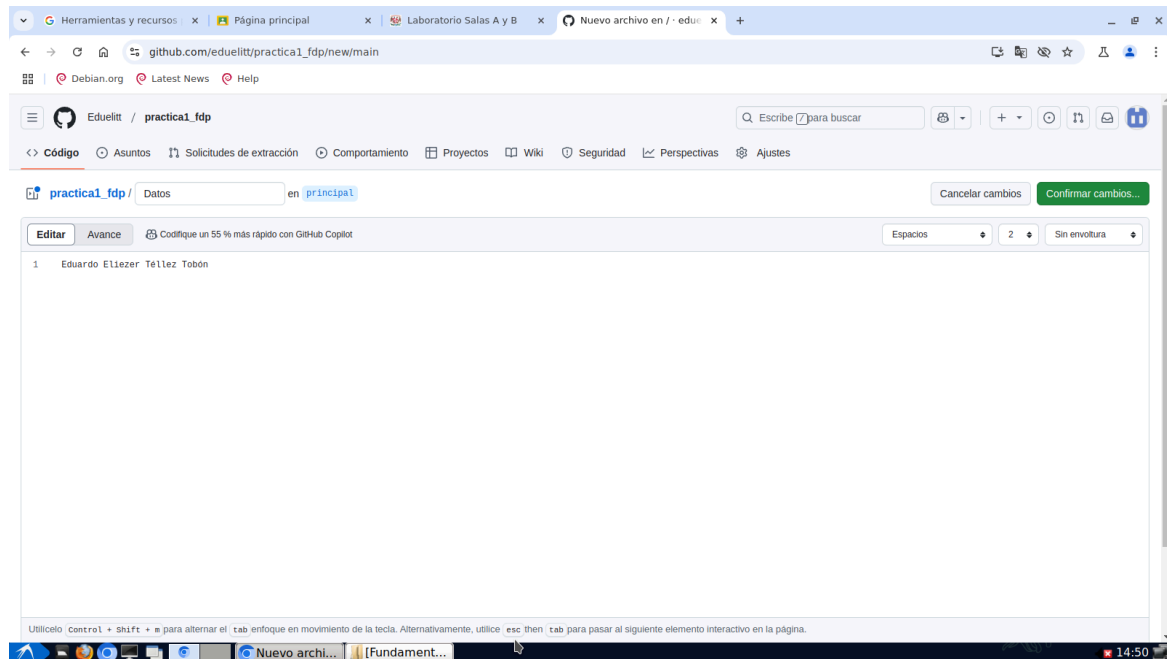 Herramientas y recursos
Página principal
Laboratorio Salas A y B
Nuevo archivo en / · edue
github.com/eduelitt/practica1_fdp/new/main
Debian.org Latest News Help
Eduelitt / practica1_fdp
Escribe / para buscar
Código Asuntos Solicitudes de extracción Comportamiento Proyectos Wiki Seguridad Perspectivas Ajustes
practica1_fdp / Datos en principal
Cancelar cambios Confirmar cambios...
Editar Avance Codifique un 55 % más rápido con GitHub Copilot
Espacios 2 Sin envoltura
1 Eduardo Eliezer Téllez Tobón
Utilícelo Control + Shift + m para alternar el tab enfoque en movimiento de la tecla. Alternativamente, utilice esc then tab para pasar al siguiente elemento interactivo en la página.
Nuevo archi... [Fundament... 14:50